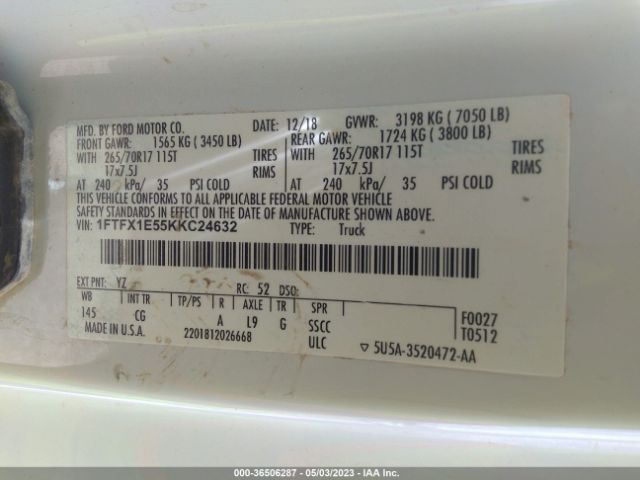 MFD. BY FORD MOTOR CO. DATE: 12/18 GVWR: 3198 KG ( 7050 LB)
FRONT GAWR: 1565 KG ( 3450 LB) REAR GAWR: 1724 KG ( 3800 LB)
WITH 265/70R17 115T TIRES WITH 265/70R17 115T TIRES
17x7.5J RIMS 17x7.5J RIMS
AT 240 kPa/ 35 PSI COLD AT 240 kPa/ 35 PSI COLD
THIS VEHICLE CONFORMS TO ALL APPLICABLE FEDERAL MOTOR VEHICLE
SAFETY STANDARDS IN EFFECT ON THE DATE OF MANUFACTURE SHOWN ABOVE.
VIN: 1FTFX1E55KKC24632 TYPE: Truck
EXT PNT: YZ RC: 52 DSO:
WB INT TR TP/PS R AXLE TR SPR F0027
145 CG A L9 G SSCC T0512
MADE IN U.S.A. 2201812026668 ULC ▽ 5U5A-3520472-AA
000-36506287 - 05/03/2023 - IAA Inc.